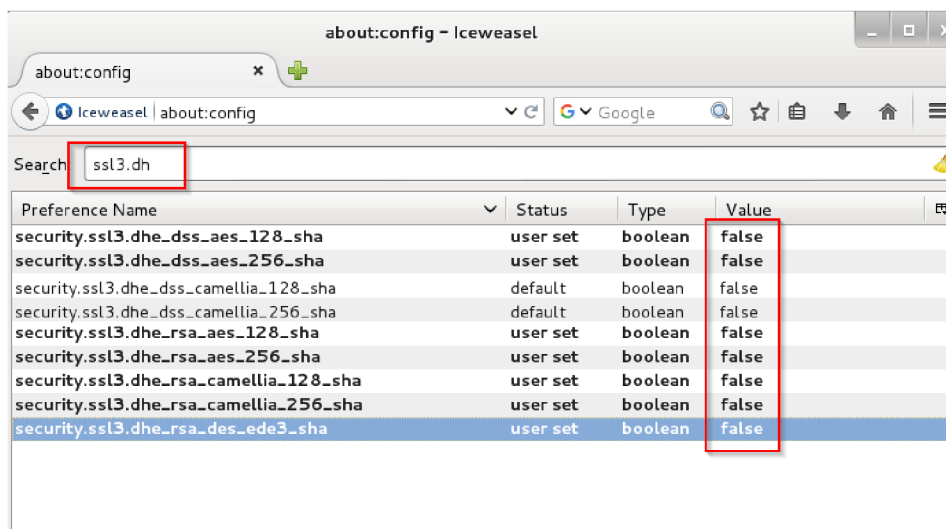 about:config - Iceweasel
about:config
Iceweasel about:config Google
Search: ssl3.dh
Preference Name Status Type Value
security.ssl3.dhe_dss_aes_128_sha user set boolean false
security.ssl3.dhe_dss_aes_256_sha user set boolean false
security.ssl3.dhe_dss_camellia_128_sha default boolean false
security.ssl3.dhe_dss_camellia_256_sha default boolean false
security.ssl3.dhe_rsa_aes_128_sha user set boolean false
security.ssl3.dhe_rsa_aes_256_sha user set boolean false
security.ssl3.dhe_rsa_camellia_128_sha user set boolean false
security.ssl3.dhe_rsa_camellia_256_sha user set boolean false
security.ssl3.dhe_rsa_des_ede3_sha user set boolean false